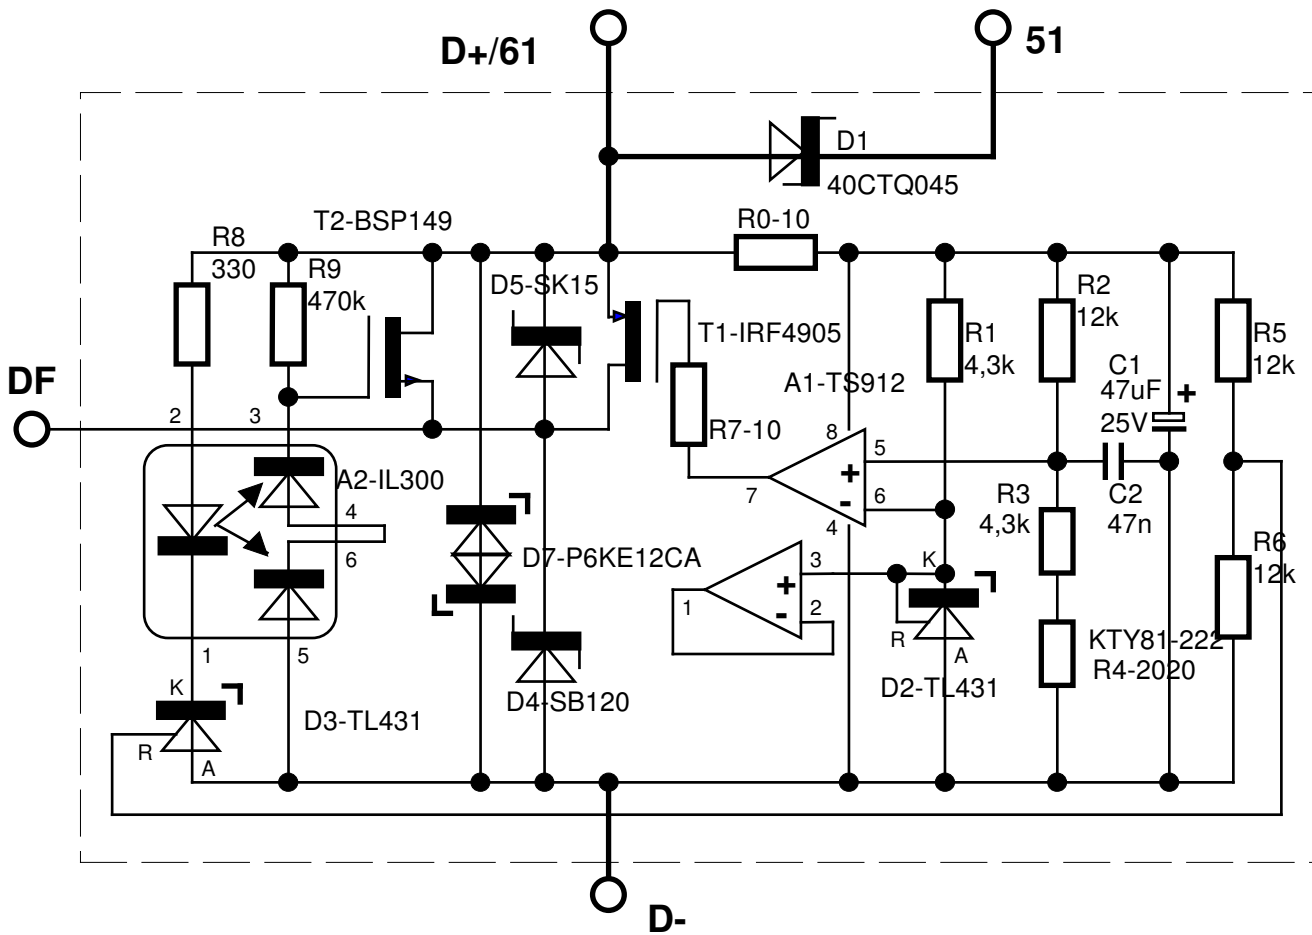 D+/61
51
D1
40CTQ045
T2-BSP149
R0-10
R8
330
R9
470k
D5-SK15
R2
12k
T1-IRF4905
R1
4,3k
R5
12k
DF
A1-TS912
C1
47uF
+
25V
2
3
R7-10
8
5
+
7
-
6
A2-IL300
4
6
R3
4,3k
C2
47n
4
D7-P6KE12CA
3
K
R6
12k
+
1
-
2
R
A
KTY81-222
R4-2020
1
5
K
D4-SB120
D2-TL431
D3-TL431
R
A
D-